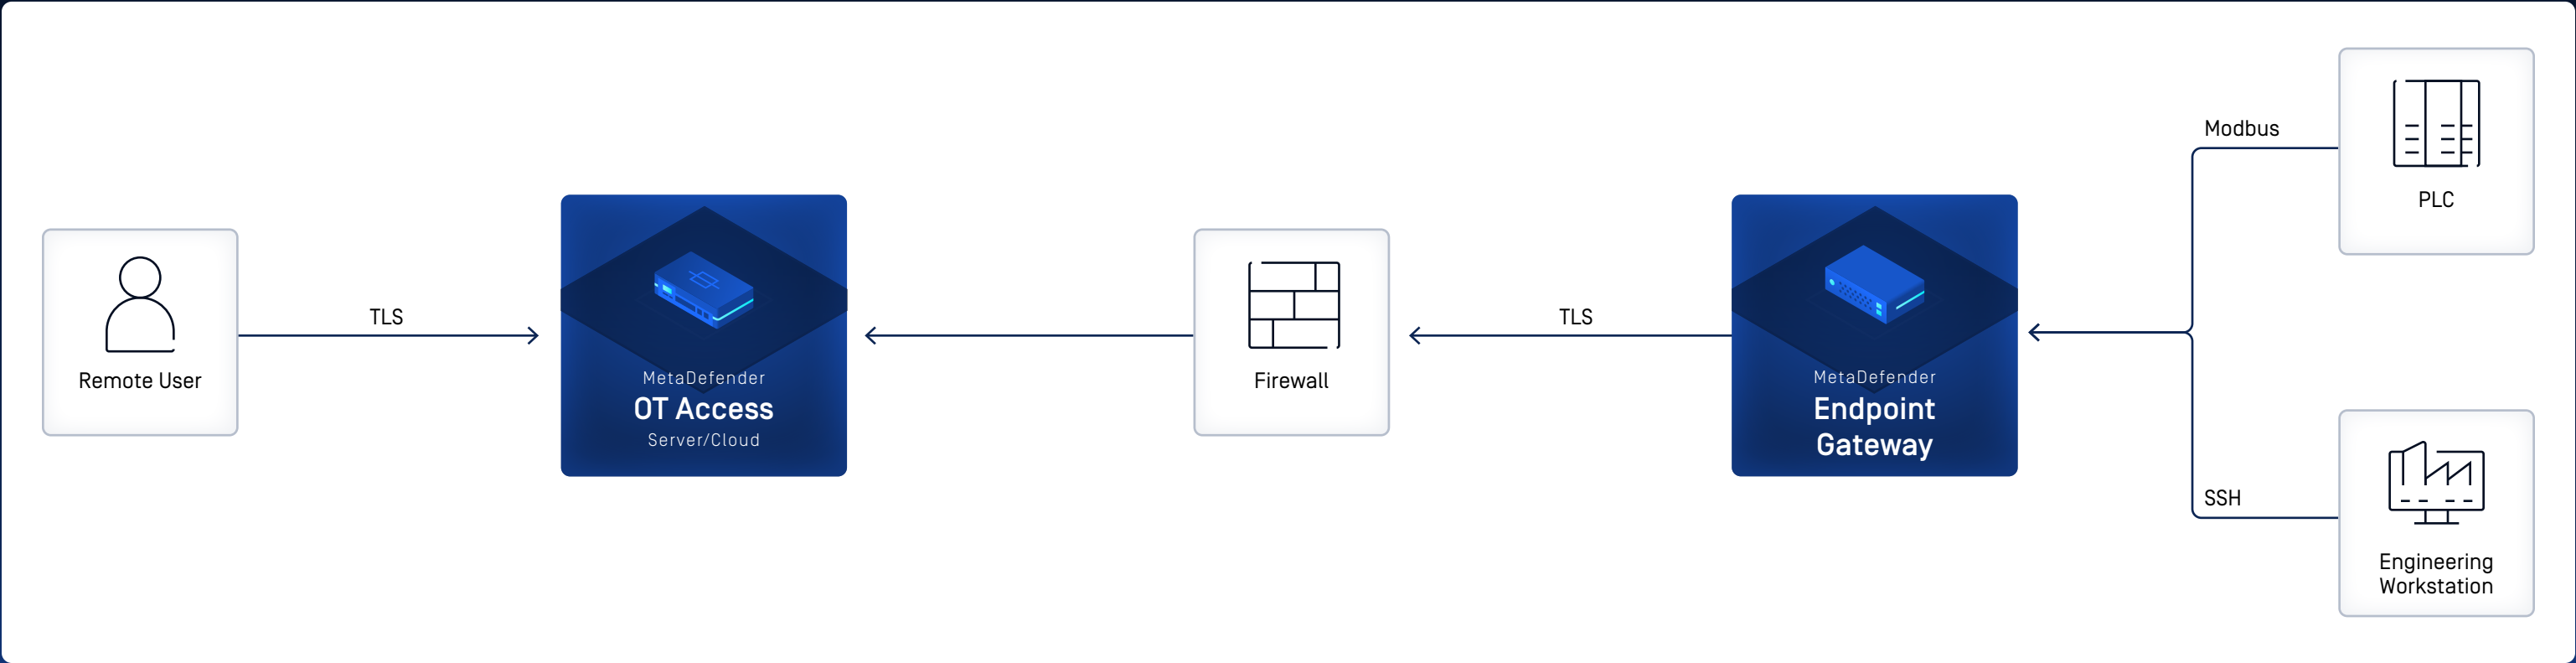 Remote User
TLS
MetaDefender
OT Access
Server/Cloud
Firewall
TLS
MetaDefender
Endpoint
Gateway
Modbus
PLC
SSH
Engineering
Workstation